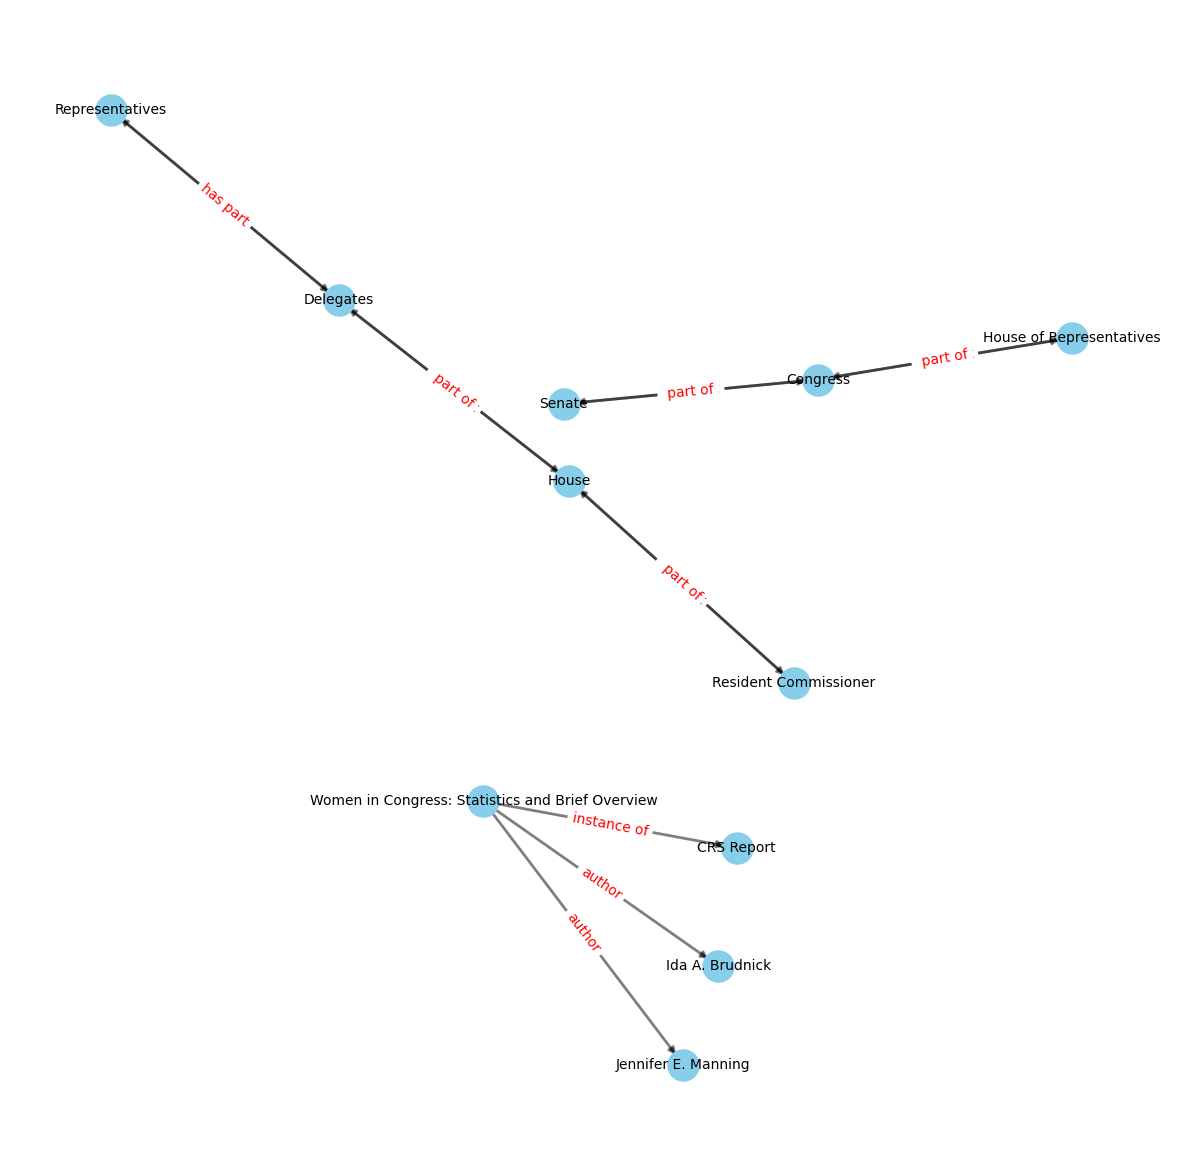 Representatives
has part
Delegates
House of Representatives
part of
Congress
part of
part of
Senate
House
part of
Resident Commissioner
Women in Congress: Statistics and Brief Overview
instance of
CRS Report
author
author
Ida A. Brudnick
Jennifer E. Manning